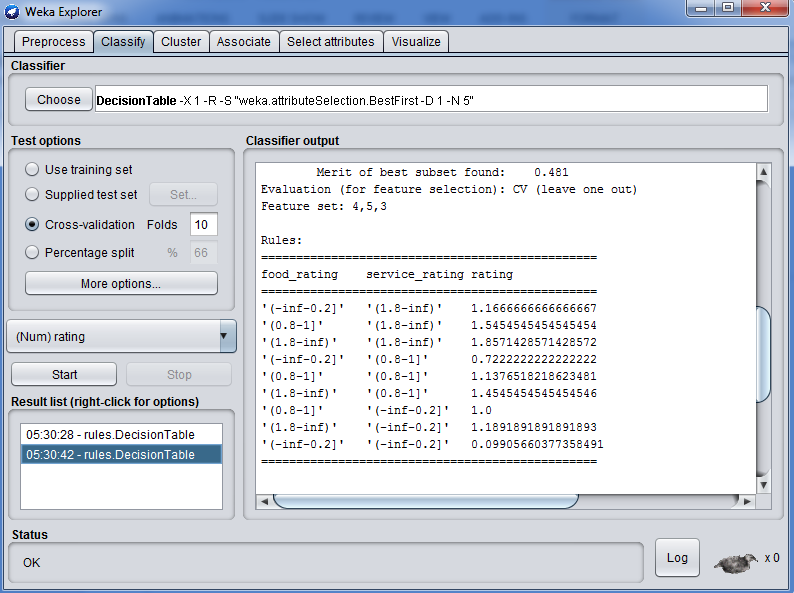 Weka Explorer
Preprocess Classify Cluster Associate Select attributes Visualize
Classifier
Choose DecisionTable -X 1 -R -S "weka.attributeSelection.BestFirst -D 1 -N 5"
Test options
Use training set
Supplied test set Set...
Cross-validation Folds 10
Percentage split % 66
More options...
(Num) rating
Start Stop
Result list (right-click for options)
05:30:28 - rules.DecisionTable
05:30:42 - rules.DecisionTable
Classifier output
Merit of best subset found: 0.481
Evaluation (for feature selection): CV (leave one out)
Feature set: 4,5,3
Rules:
================================================
food_rating service_rating rating
================================================
'(-inf-0.2]' '(1.8-inf)' 1.1666666666666667
'(0.8-1]' '(1.8-inf)' 1.5454545454545454
'(1.8-inf)' '(1.8-inf)' 1.8571428571428572
'(-inf-0.2]' '(0.8-1]' 0.7222222222222222
'(0.8-1]' '(0.8-1]' 1.1376518218623481
'(1.8-inf)' '(0.8-1]' 1.4545454545454546
'(0.8-1]' '(-inf-0.2]' 1.0
'(1.8-inf)' '(-inf-0.2]' 1.1891891891891893
'(-inf-0.2]' '(-inf-0.2]' 0.09905660377358491
================================================
Status
OK
Log
x 0